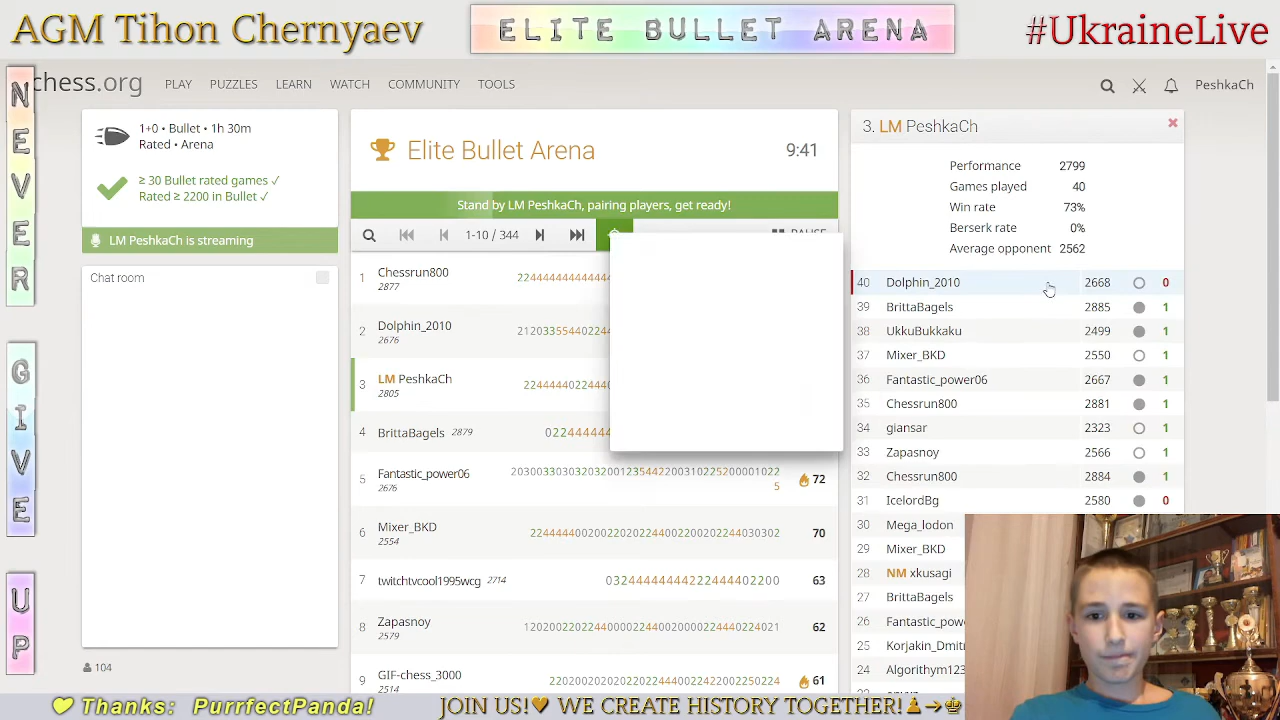 AGM Tihon Chernyaev
ELITE BULLET ARENA
#UkraineLive
NEVER
GIVE
UP
chess.org
PLAY PUZZLES LEARN WATCH COMMUNITY TOOLS
PeshkaCh
1+0 • Bullet • 1h 30m
Rated • Arena
≥ 30 Bullet rated games ✓
Rated ≥ 2200 in Bullet ✓
LM PeshkaCh is streaming
Chat room
104
Elite Bullet Arena 9:41
Stand by LM PeshkaCh, pairing players, get ready!
1-10 / 344
1 Chessrun800
2877
2 Dolphin_2010
2676
3 LM PeshkaCh
2805
4 BrittaBagels 2879
5 Fantastic_power06 72
2676
6 Mixer_BKD 2244444002002202022440020220244030302 70
2554
7 twitchtvcool1995wcg 2714 63
8 Zapasnoy 62
2579
9 GIF-chess_3000 61
2514
3. LM PeshkaCh
Performance 2799
Games played 40
Win rate 73%
Berserk rate 0%
Average opponent 2562
40 Dolphin_2010 2668 0
39 BrittaBagels 2885 1
38 UkkuBukkaku 2499 1
37 Mixer_BKD 2550 1
36 Fantastic_power06 2667 1
35 Chessrun800 2881 1
34 giansar 2323 1
33 Zapasnoy 2566 1
32 Chessrun800 2884 1
31 IcelordBg 2580 0
30 Mega_lodon
29 Mixer_BKD
28 NM xkusagi
27 BrittaBagels
26 Fantastic_power0
25 Korjakin_Dmitr
24 Algorithym123
Thanks: PurrfectPanda!
JOIN US!♥ WE CREATE HISTORY TOGETHER!♟→♚